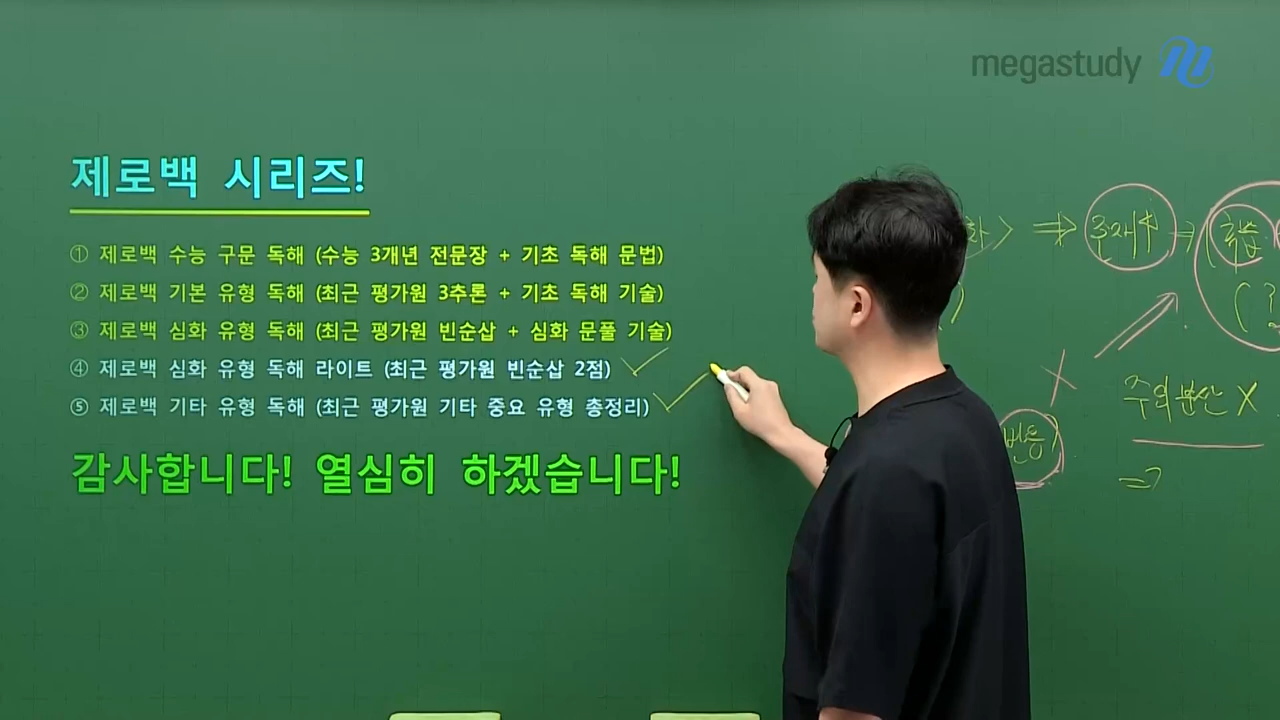 megastudy
제로백 시리즈!
① 제로백 수능 구문 독해 (수능 3개년 전문장 + 기초 독해 문법)
② 제로백 기본 유형 독해 (최근 평가원 3추론 + 기초 독해 기술)
③ 제로백 심화 유형 독해 (최근 평가원 빈순삽 + 심화 문풀 기술)
④ 제로백 심화 유형 독해 라이트 (최근 평가원 빈순삽 2점)
⑤ 제로백 기타 유형 독해 (최근 평가원 기타 중요 유형 총정리)
감사합니다! 열심히 하겠습니다!
주의분산 X